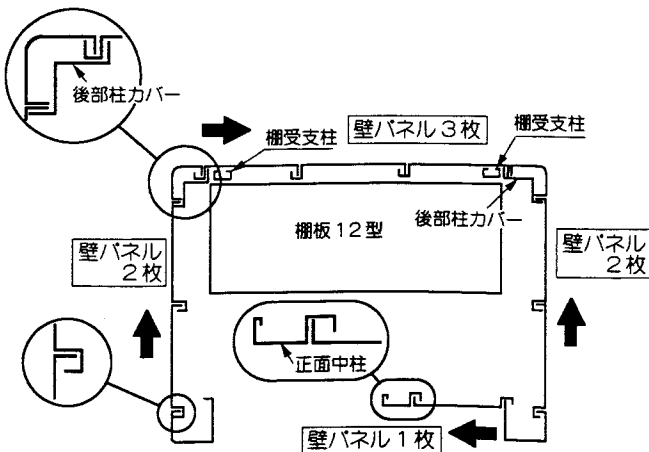 後部柱カバー
棚受支柱
壁パネル3枚
棚受支柱
後部柱カバー
棚板12型
壁パネル
2枚
壁パネル
2枚
正面中柱
壁パネル1枚